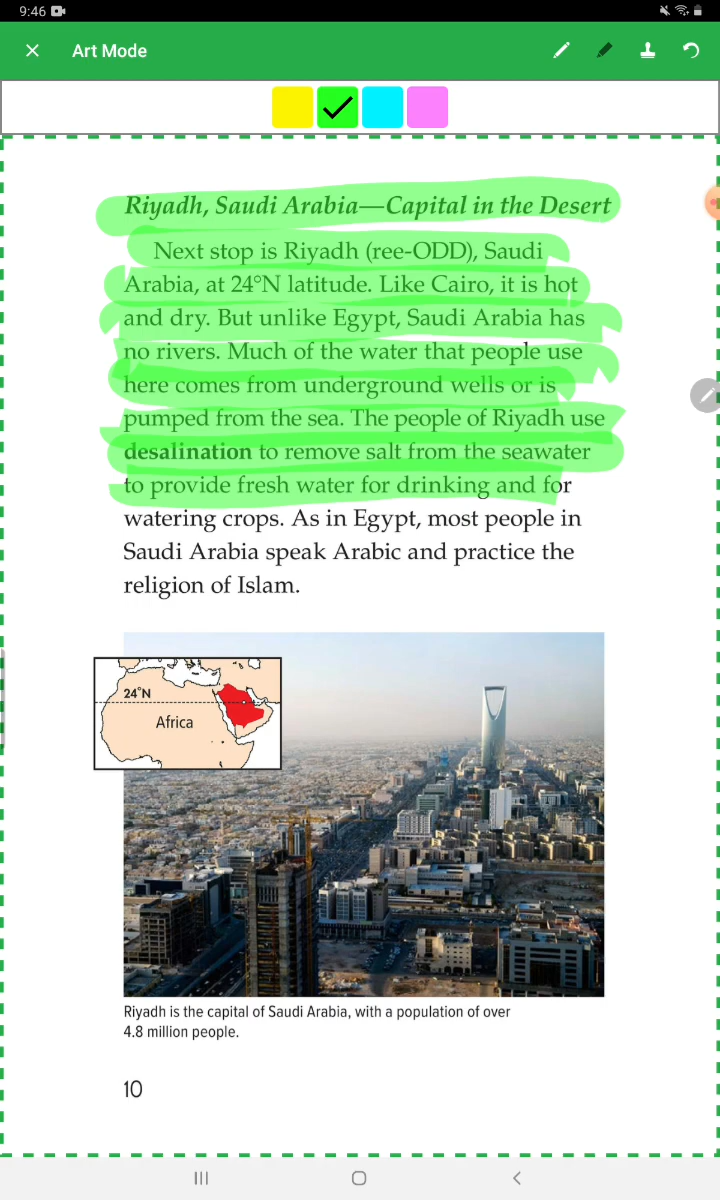 9:46
Art Mode
Riyadh, Saudi Arabia—Capital in the Desert
Next stop is Riyadh (ree-ODD), Saudi
Arabia, at 24°N latitude. Like Cairo, it is hot
and dry. But unlike Egypt, Saudi Arabia has
no rivers. Much of the water that people use
here comes from underground wells or is
pumped from the sea. The people of Riyadh use
desalination to remove salt from the seawater
to provide fresh water for drinking and for
watering crops. As in Egypt, most people in
Saudi Arabia speak Arabic and practice the
religion of Islam.
24°N
Africa
Riyadh is the capital of Saudi Arabia, with a population of over
4.8 million people.
10